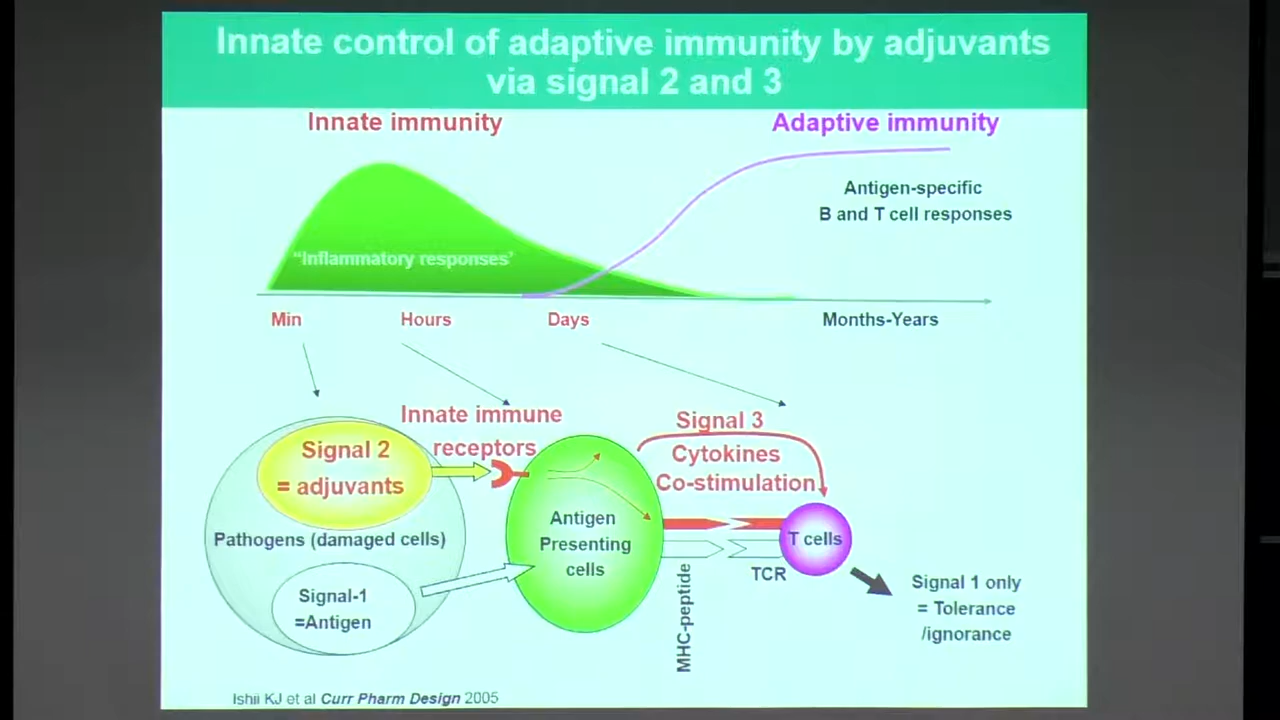 Innate control of adaptive immunity by adjuvants
via signal 2 and 3
Innate immunity
Adaptive immunity
Antigen-specific
B and T cell responses
"Inflammatory responses'
Min
Hours
Days
Months-Years
Innate immune
receptors
Signal 2
= adjuvants
Pathogens (damaged cells)
Signal-1
=Antigen
Antigen
Presenting
cells
Signal 3
Cytokines
Co-stimulation
T cells
TCR
MHC-peptide
Signal 1 only
= Tolerance
/ignorance
Ishii KJ et al Curr Pharm Design 2005